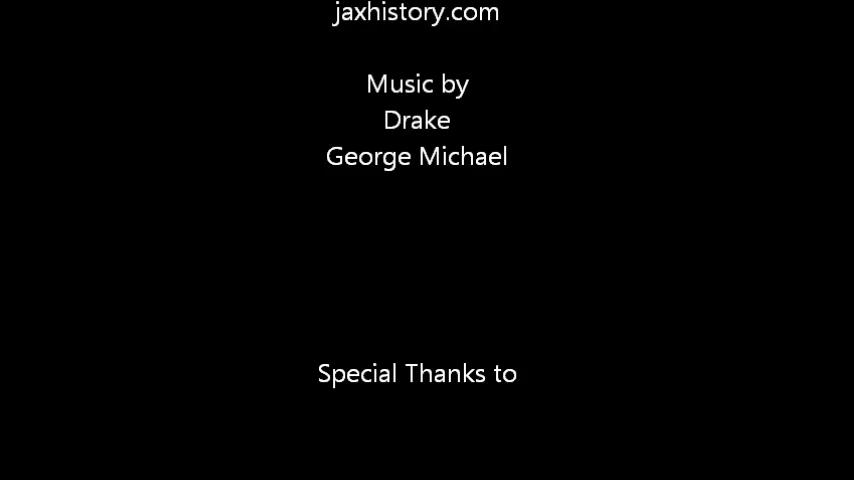 jaxhistory.com
Music by
Drake
George Michael
Special Thanks to